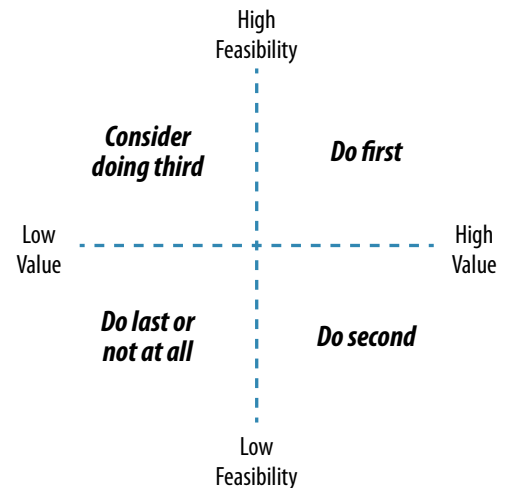 High
Feasibility
Consider
doing third
Do first
Low
Value
High
Value
Do last or
not at all
Do second
Low
Feasibility